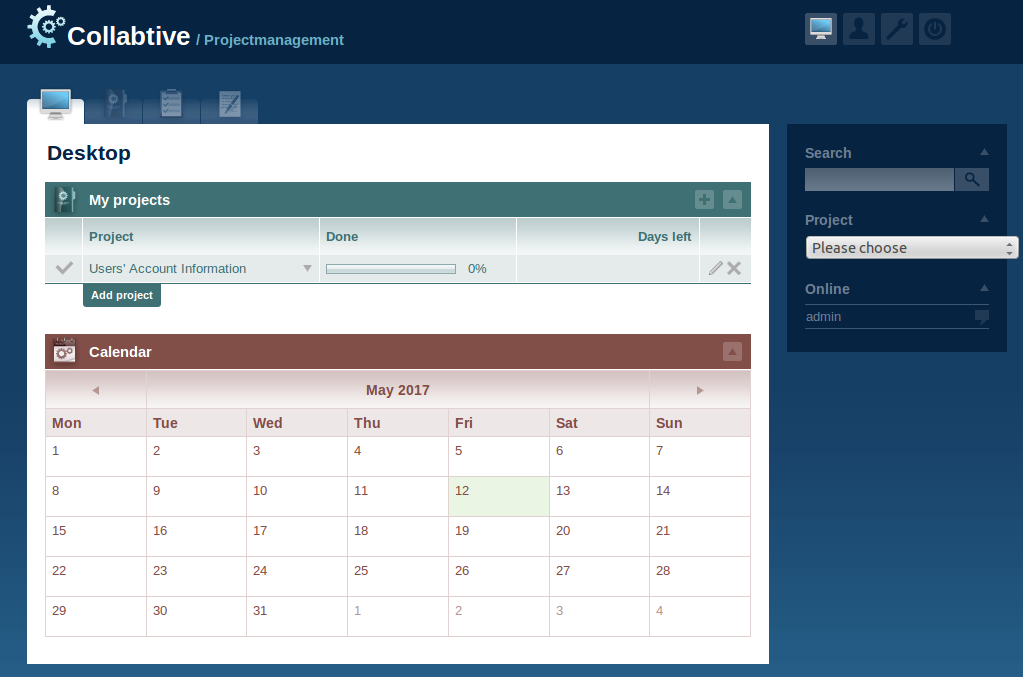 Collabtive / Projectmanagement
Desktop
My projects
Project Done Days left
Users' Account Information 0%
Add project
Calendar
May 2017
Mon Tue Wed Thu Fri Sat Sun
1 2 3 4 5 6 7
8 9 10 11 12 13 14
15 16 17 18 19 20 21
22 23 24 25 26 27 28
29 30 31 1 2 3 4
Search
Project
Please choose
Online
admin